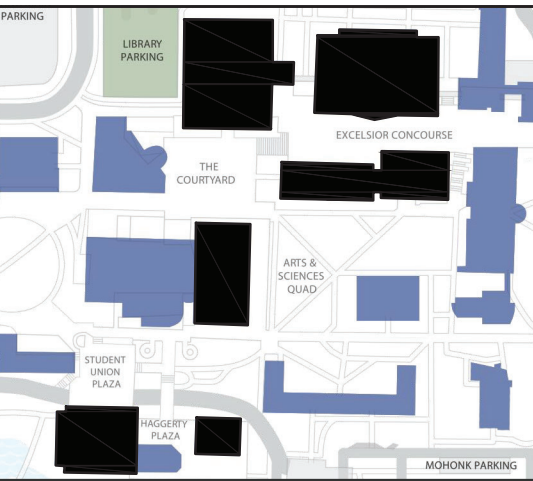 PARKING
LIBRARY
PARKING
EXCELSIOR CONCOURSE
THE
COURTYARD
ARTS &
SCIENCES
QUAD
STUDENT
UNION
PLAZA
HAGGERTY
PLAZA
MOHONK PARKING